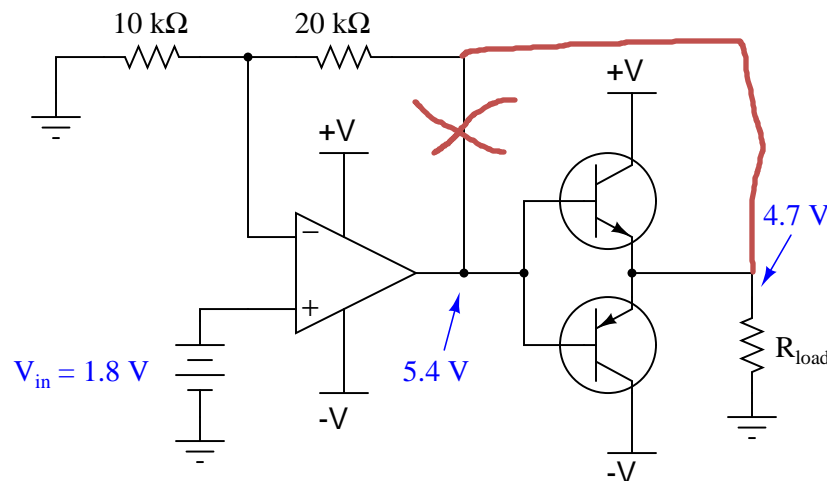 10 kΩ
20 kΩ
+V
+V
−
+
4.7 V
V_in = 1.8 V
5.4 V
R_load
-V
-V